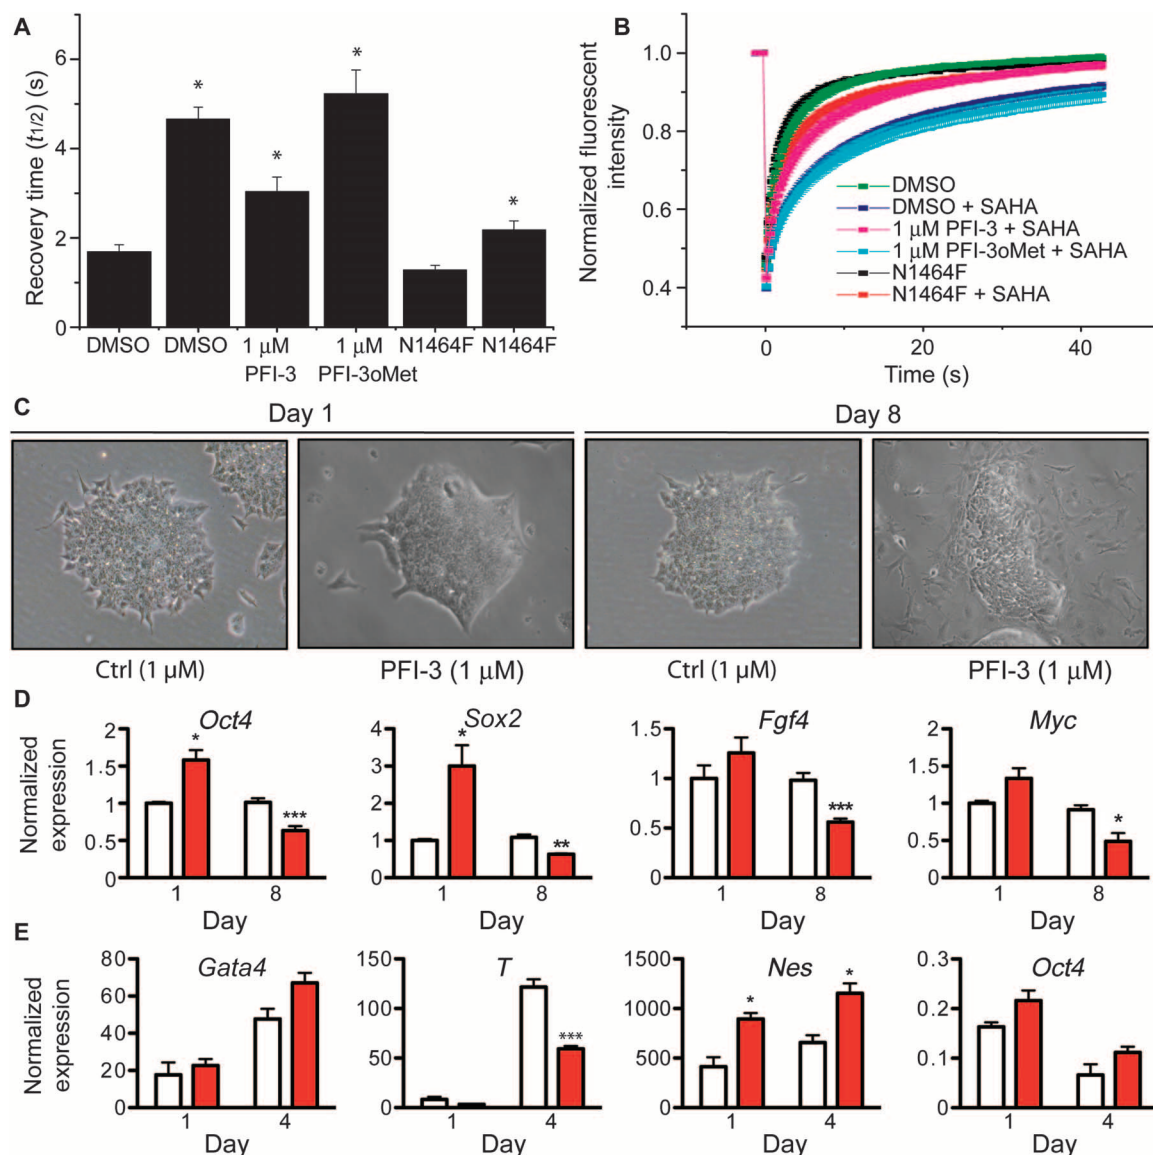 A
Recovery time (t1/2) (s)
6
4
2
0
* * * *
DMSO DMSO 1 μM 1 μM N1464F N1464F
PFI-3 PFI-3oMet
B
Normalized fluorescent
intensity
1.0
0.8
0.6
0.4
DMSO
DMSO + SAHA
1 μM PFI-3 + SAHA
1 μM PFI-3oMet + SAHA
N1464F
N1464F + SAHA
0 20 40
Time (s)
C
Day 1 Day 8
Ctrl (1 μM) PFI-3 (1 μM) Ctrl (1 μM) PFI-3 (1 μM)
D
Normalized
expression
Oct4
2
1.5
1
0.5
0
* ***
1 8
Day
Sox2
4
3
2
1
0
* **
1 8
Day
Fgf4
1.5
1
0.5
0
***
1 8
Day
Myc
2
1.5
1
0.5
0
*
1 8
Day
E
Normalized
expression
Gata4
80
60
40
20
0
1 4
Day
T
150
100
50
0
***
1 4
Day
Nes
1500
1000
500
0
* *
1 4
Day
Oct4
0.3
0.2
0.1
0
1 4
Day